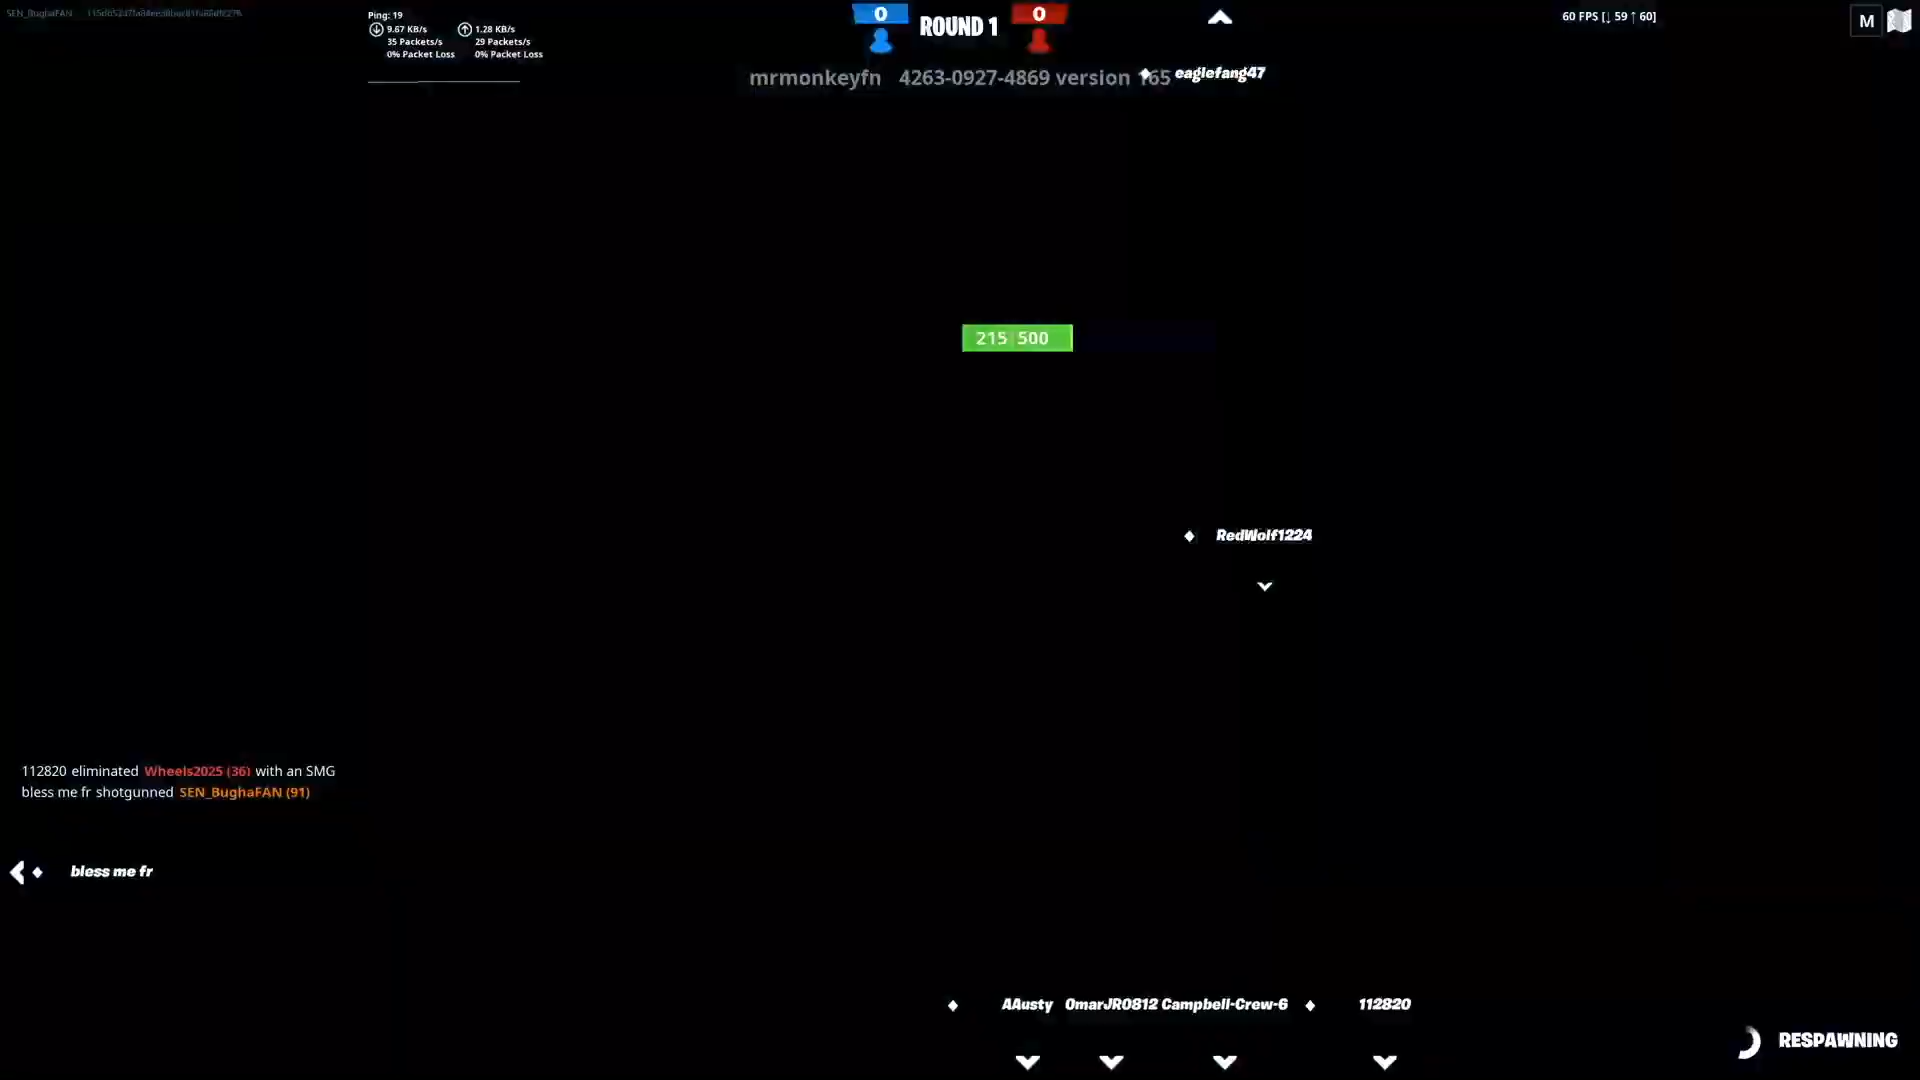 SEN_BughaFAN
Ping: 19
9.67 KB/s 1.28 KB/s
35 Packets/s 29 Packets/s
0% Packet Loss 0% Packet Loss
0 ROUND 1 0
60 FPS [↓ 59 ↑ 60]
M
mrmonkeyfn 4263-0927-4869 version 165
eaglefang47
215 500
RedWolf1224
112820 eliminated Wheels2025 (36) with an SMG
bless me fr shotgunned SEN_BughaFAN (91)
bless me fr
AAusty OmarJR0812 Campbell-Crew-6 112820
RESPAWNING